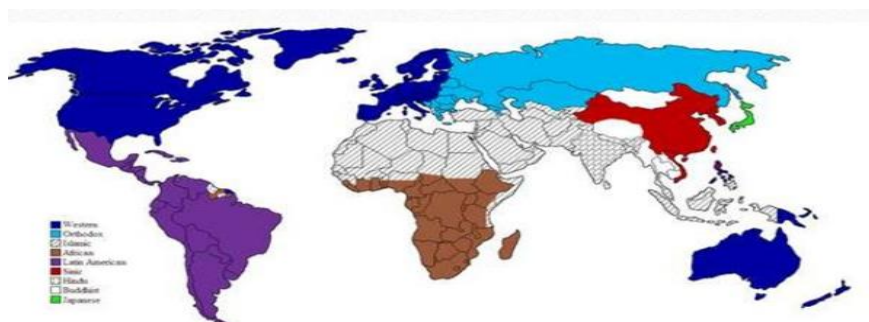 Western
Orthodox
Islamic
African
Latin American
Sinic
Hindu
Buddhist
Japanese